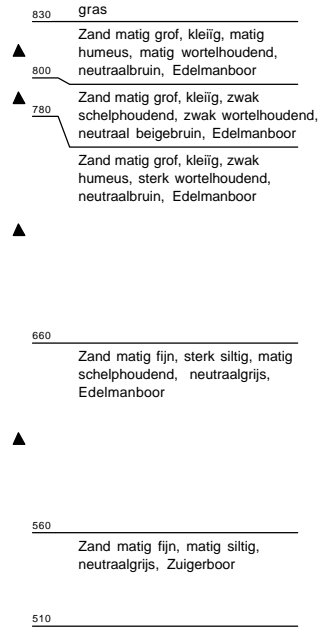 830 gras
Zand matig grof, kleiïg, matig
humeus, matig wortelhoudend,
neutraalbruin, Edelmanboor
800
Zand matig grof, kleiïg, zwak
schelphoudend, zwak wortelhoudend,
neutraal beigebruin, Edelmanboor
780
Zand matig grof, kleiïg, zwak
humeus, sterk wortelhoudend,
neutraalbruin, Edelmanboor
660
Zand matig fijn, sterk siltig, matig
schelphoudend, neutraalgrijs,
Edelmanboor
560
Zand matig fijn, matig siltig,
neutraalgrijs, Zuigerboor
510